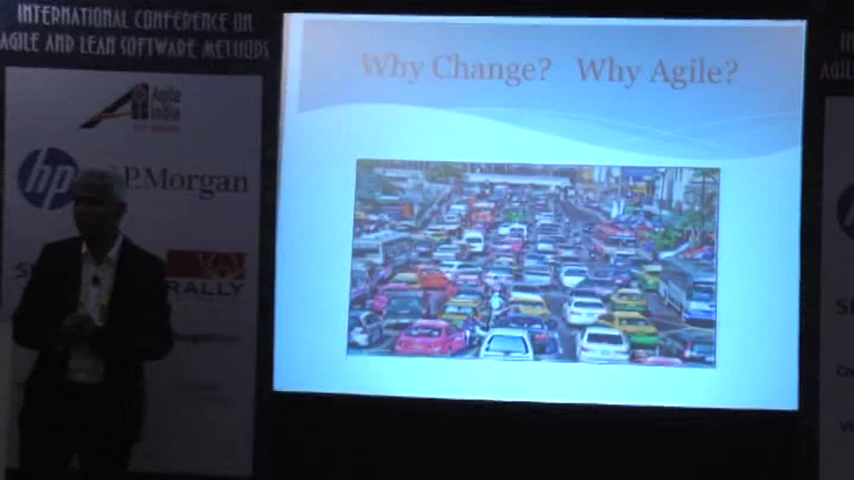 INTERNATIONAL CONFERENCE ON
AGILE AND LEAN SOFTWARE METHODS
Agile
India
hp
J.P.Morgan
RALLY
Why Change? Why Agile?